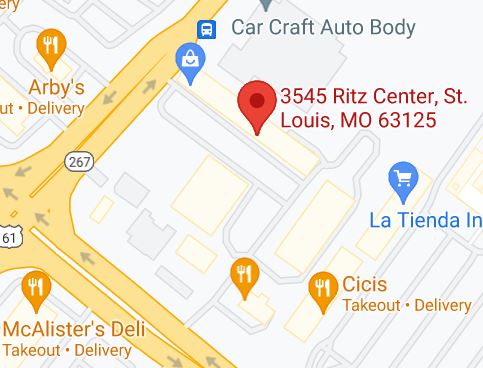 Car Craft Auto Body
Arby's
out • Delivery
3545 Ritz Center, St.
Louis, MO 63125
267
La Tienda In
61
Cicis
Takeout • Delivery
McAlister's Deli
Takeout • Delivery